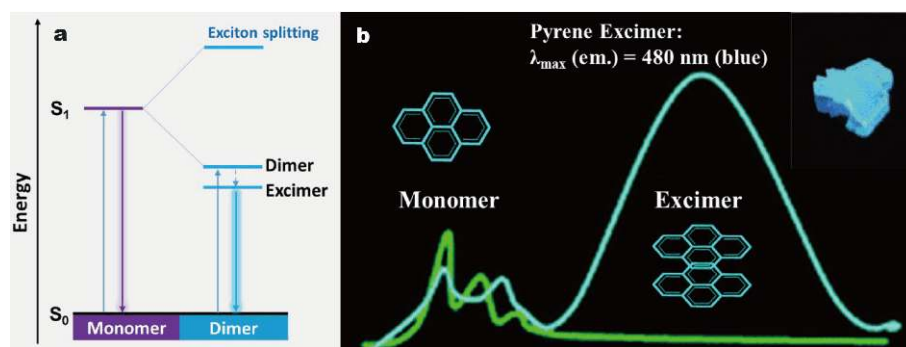 a
Exciton splitting
S1
Energy
Dimer
Excimer
S0
Monomer
Dimer
b
Pyrene Excimer:
λmax (em.) = 480 nm (blue)
Monomer
Excimer